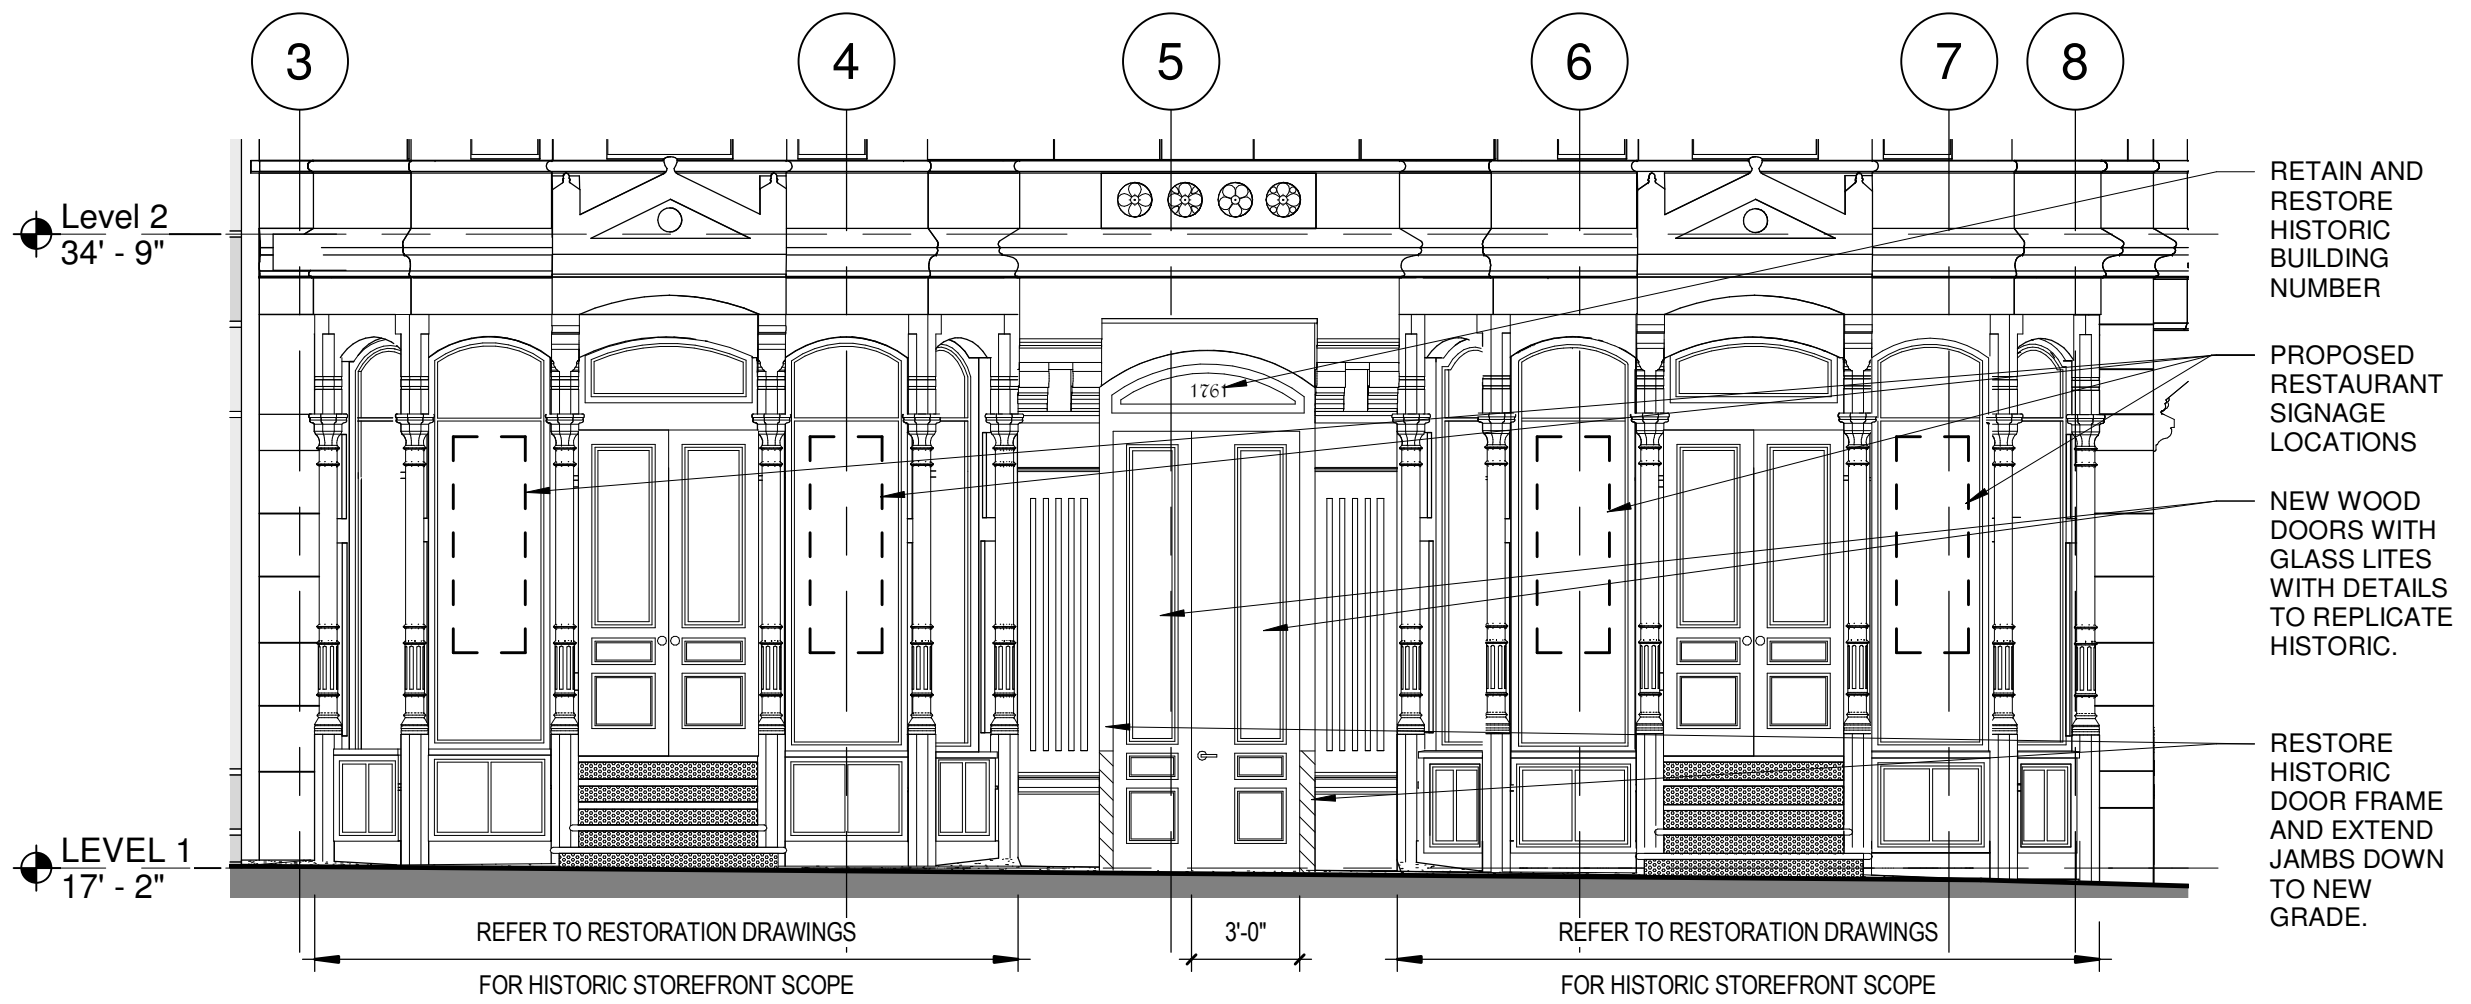 3
4
5
6
7
8
Level 2
34' - 9"
RETAIN AND
RESTORE
HISTORIC
BUILDING
NUMBER
1761
PROPOSED
RESTAURANT
SIGNAGE
LOCATIONS
NEW WOOD
DOORS WITH
GLASS LITES
WITH DETAILS
TO REPLICATE
HISTORIC.
RESTORE
HISTORIC
DOOR FRAME
AND EXTEND
JAMBS DOWN
TO NEW
GRADE.
LEVEL 1
17' - 2"
REFER TO RESTORATION DRAWINGS
FOR HISTORIC STOREFRONT SCOPE
3'-0"
REFER TO RESTORATION DRAWINGS
FOR HISTORIC STOREFRONT SCOPE